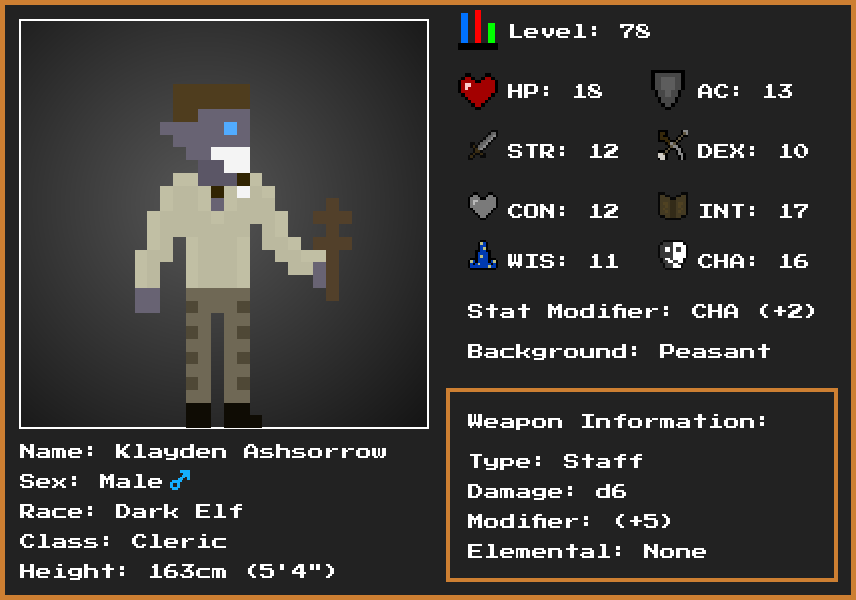 Level: 78
HP: 18
AC: 13
STR: 12
DEX: 10
CON: 12
INT: 17
WIS: 11
CHA: 16
Stat Modifier: CHA (+2)
Background: Peasant
Weapon Information:
Type: Staff
Damage: d6
Modifier: (+5)
Elemental: None
Name: Klayden Ashsorrow
Sex: Male♂
Race: Dark Elf
Class: Cleric
Height: 163cm (5'4")